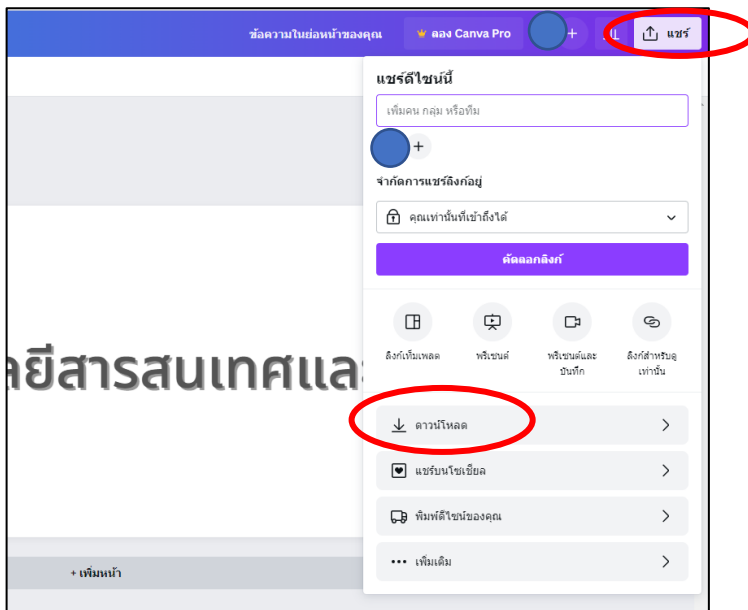 ข้อความในย่อหน้าของคุณ
ลอง Canva Pro
+
แชร์
แชร์ดีไซน์นี้
เพิ่มคน กลุ่ม หรือทีม
+
จำกัดการแชร์ลิงก์อยู่
คุณเท่านั้นที่เข้าถึงได้
คัดลอกลิงก์
ลิงก์เท็มเพลต
พรีเซนต์
พรีเซนต์และ
บันทึก
ลิงก์สำหรับดู
เท่านั้น
ลยีสารสนเทศและ
ดาวน์โหลด
แชร์บนโซเชียล
พิมพ์ดีไซน์ของคุณ
เพิ่มเติม
+ เพิ่มหน้า